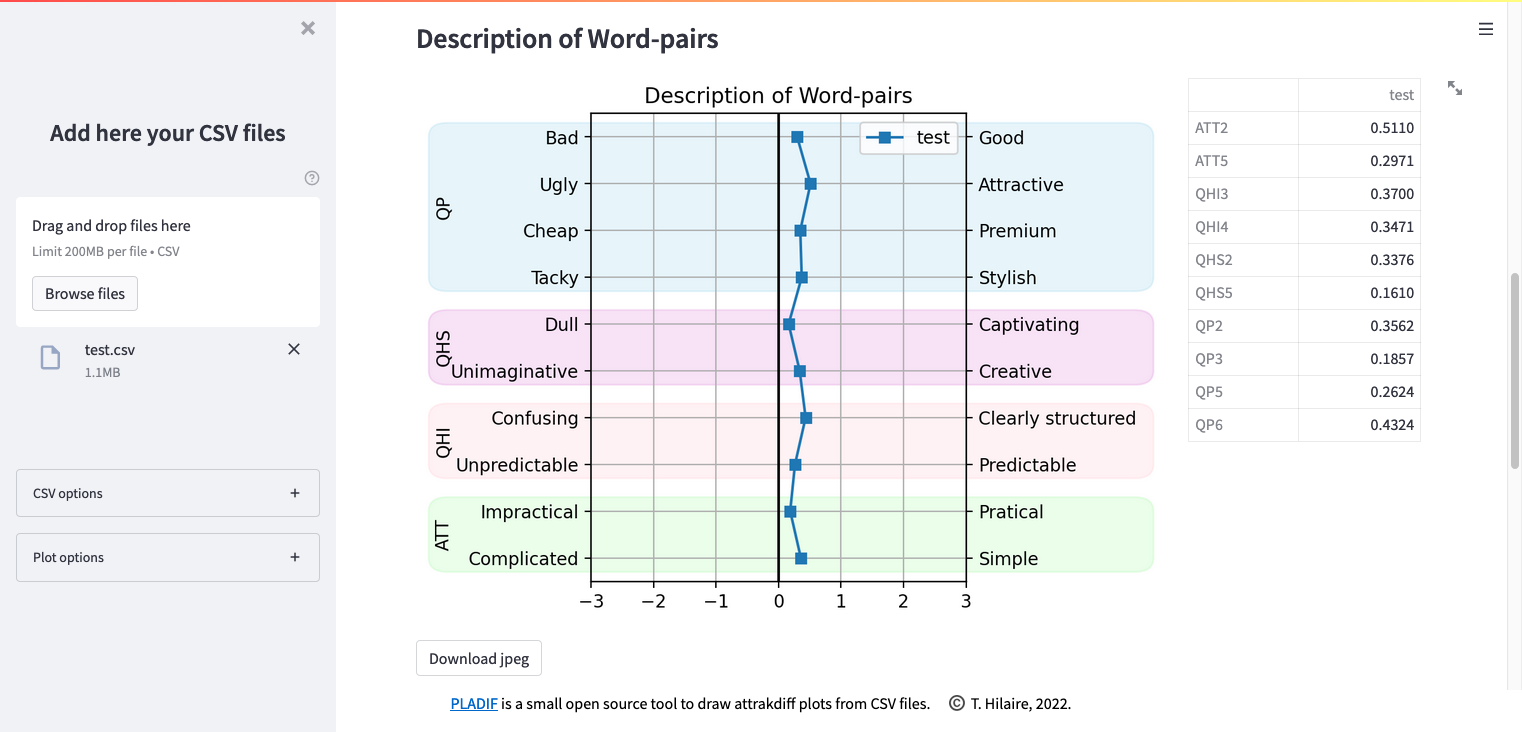 Add here your CSV files
Drag and drop files here
Limit 200MB per file • CSV
Browse files
test.csv
1.1MB
CSV options
Plot options
Description of Word-pairs
Description of Word-pairs
test
QP
Bad Good
Ugly Attractive
Cheap Premium
Tacky Stylish
QHS
Dull Captivating
Unimaginative Creative
QHI
Confusing Clearly structured
Unpredictable Predictable
ATT
Impractical Pratical
Complicated Simple
−3 −2 −1 0 1 2 3
test
ATT2 0.5110
ATT5 0.2971
QHI3 0.3700
QHI4 0.3471
QHS2 0.3376
QHS5 0.1610
QP2 0.3562
QP3 0.1857
QP5 0.2624
QP6 0.4324
Download jpeg
PLADIF is a small open source tool to draw attrakdiff plots from CSV files. © T. Hilaire, 2022.